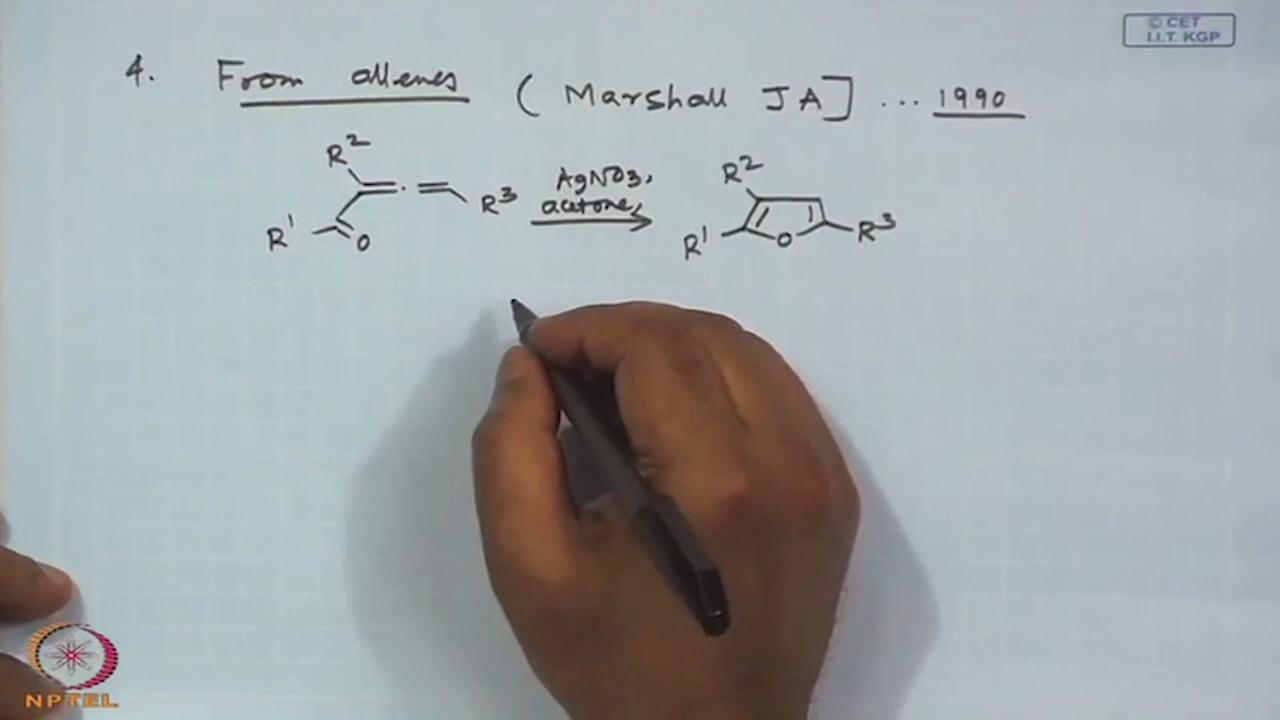 © CET
I.I.T. KGP
4. From allenes (Marshall JA] ... 1990
R² R³ R¹ O
AgNO3,
acetone,
R² R¹ O R³
NPTEL